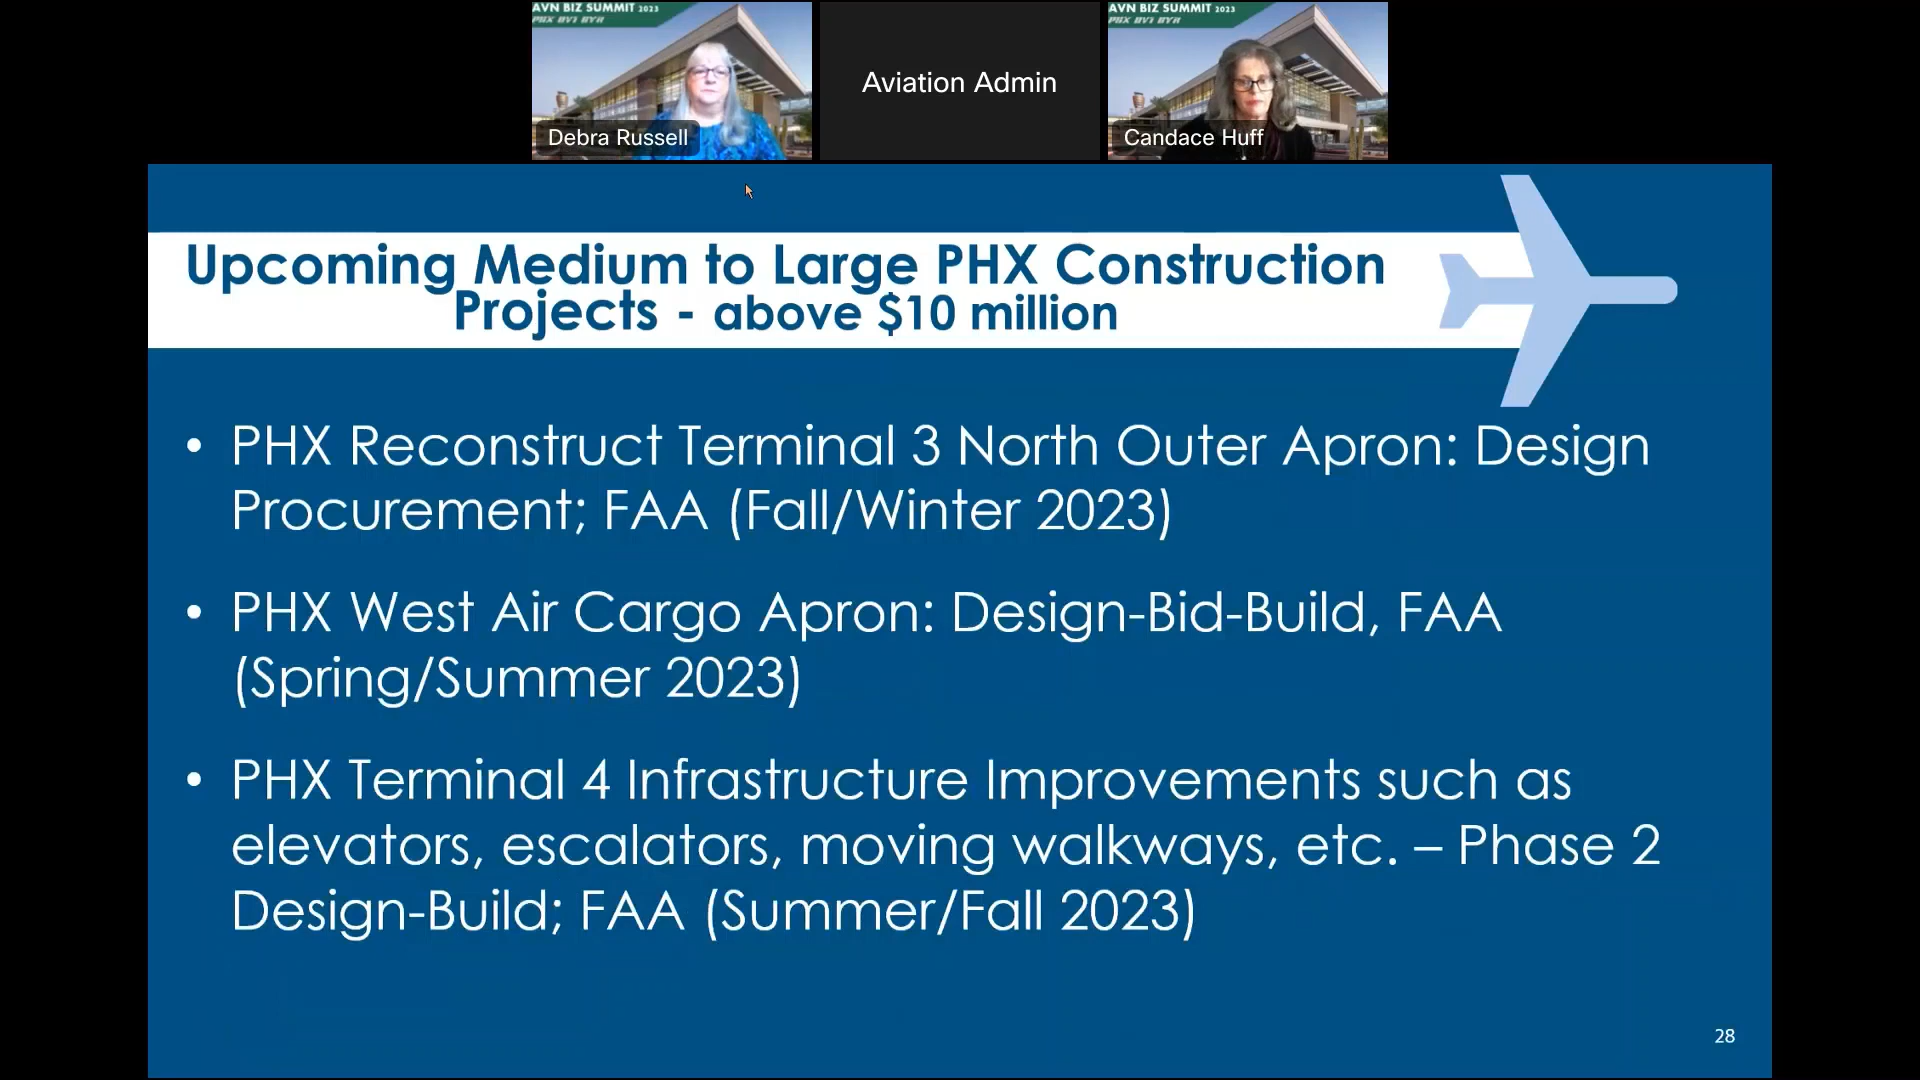 AVN BIZ SUMMIT 2023
PHX DVT GYR
Debra Russell
Aviation Admin
AVN BIZ SUMMIT 2023
PHX DVT GYR
Candace Huff
Upcoming Medium to Large PHX Construction
Projects - above $10 million
• PHX Reconstruct Terminal 3 North Outer Apron: Design
Procurement; FAA (Fall/Winter 2023)
• PHX West Air Cargo Apron: Design-Bid-Build, FAA
(Spring/Summer 2023)
• PHX Terminal 4 Infrastructure Improvements such as
elevators, escalators, moving walkways, etc. – Phase 2
Design-Build; FAA (Summer/Fall 2023)
28